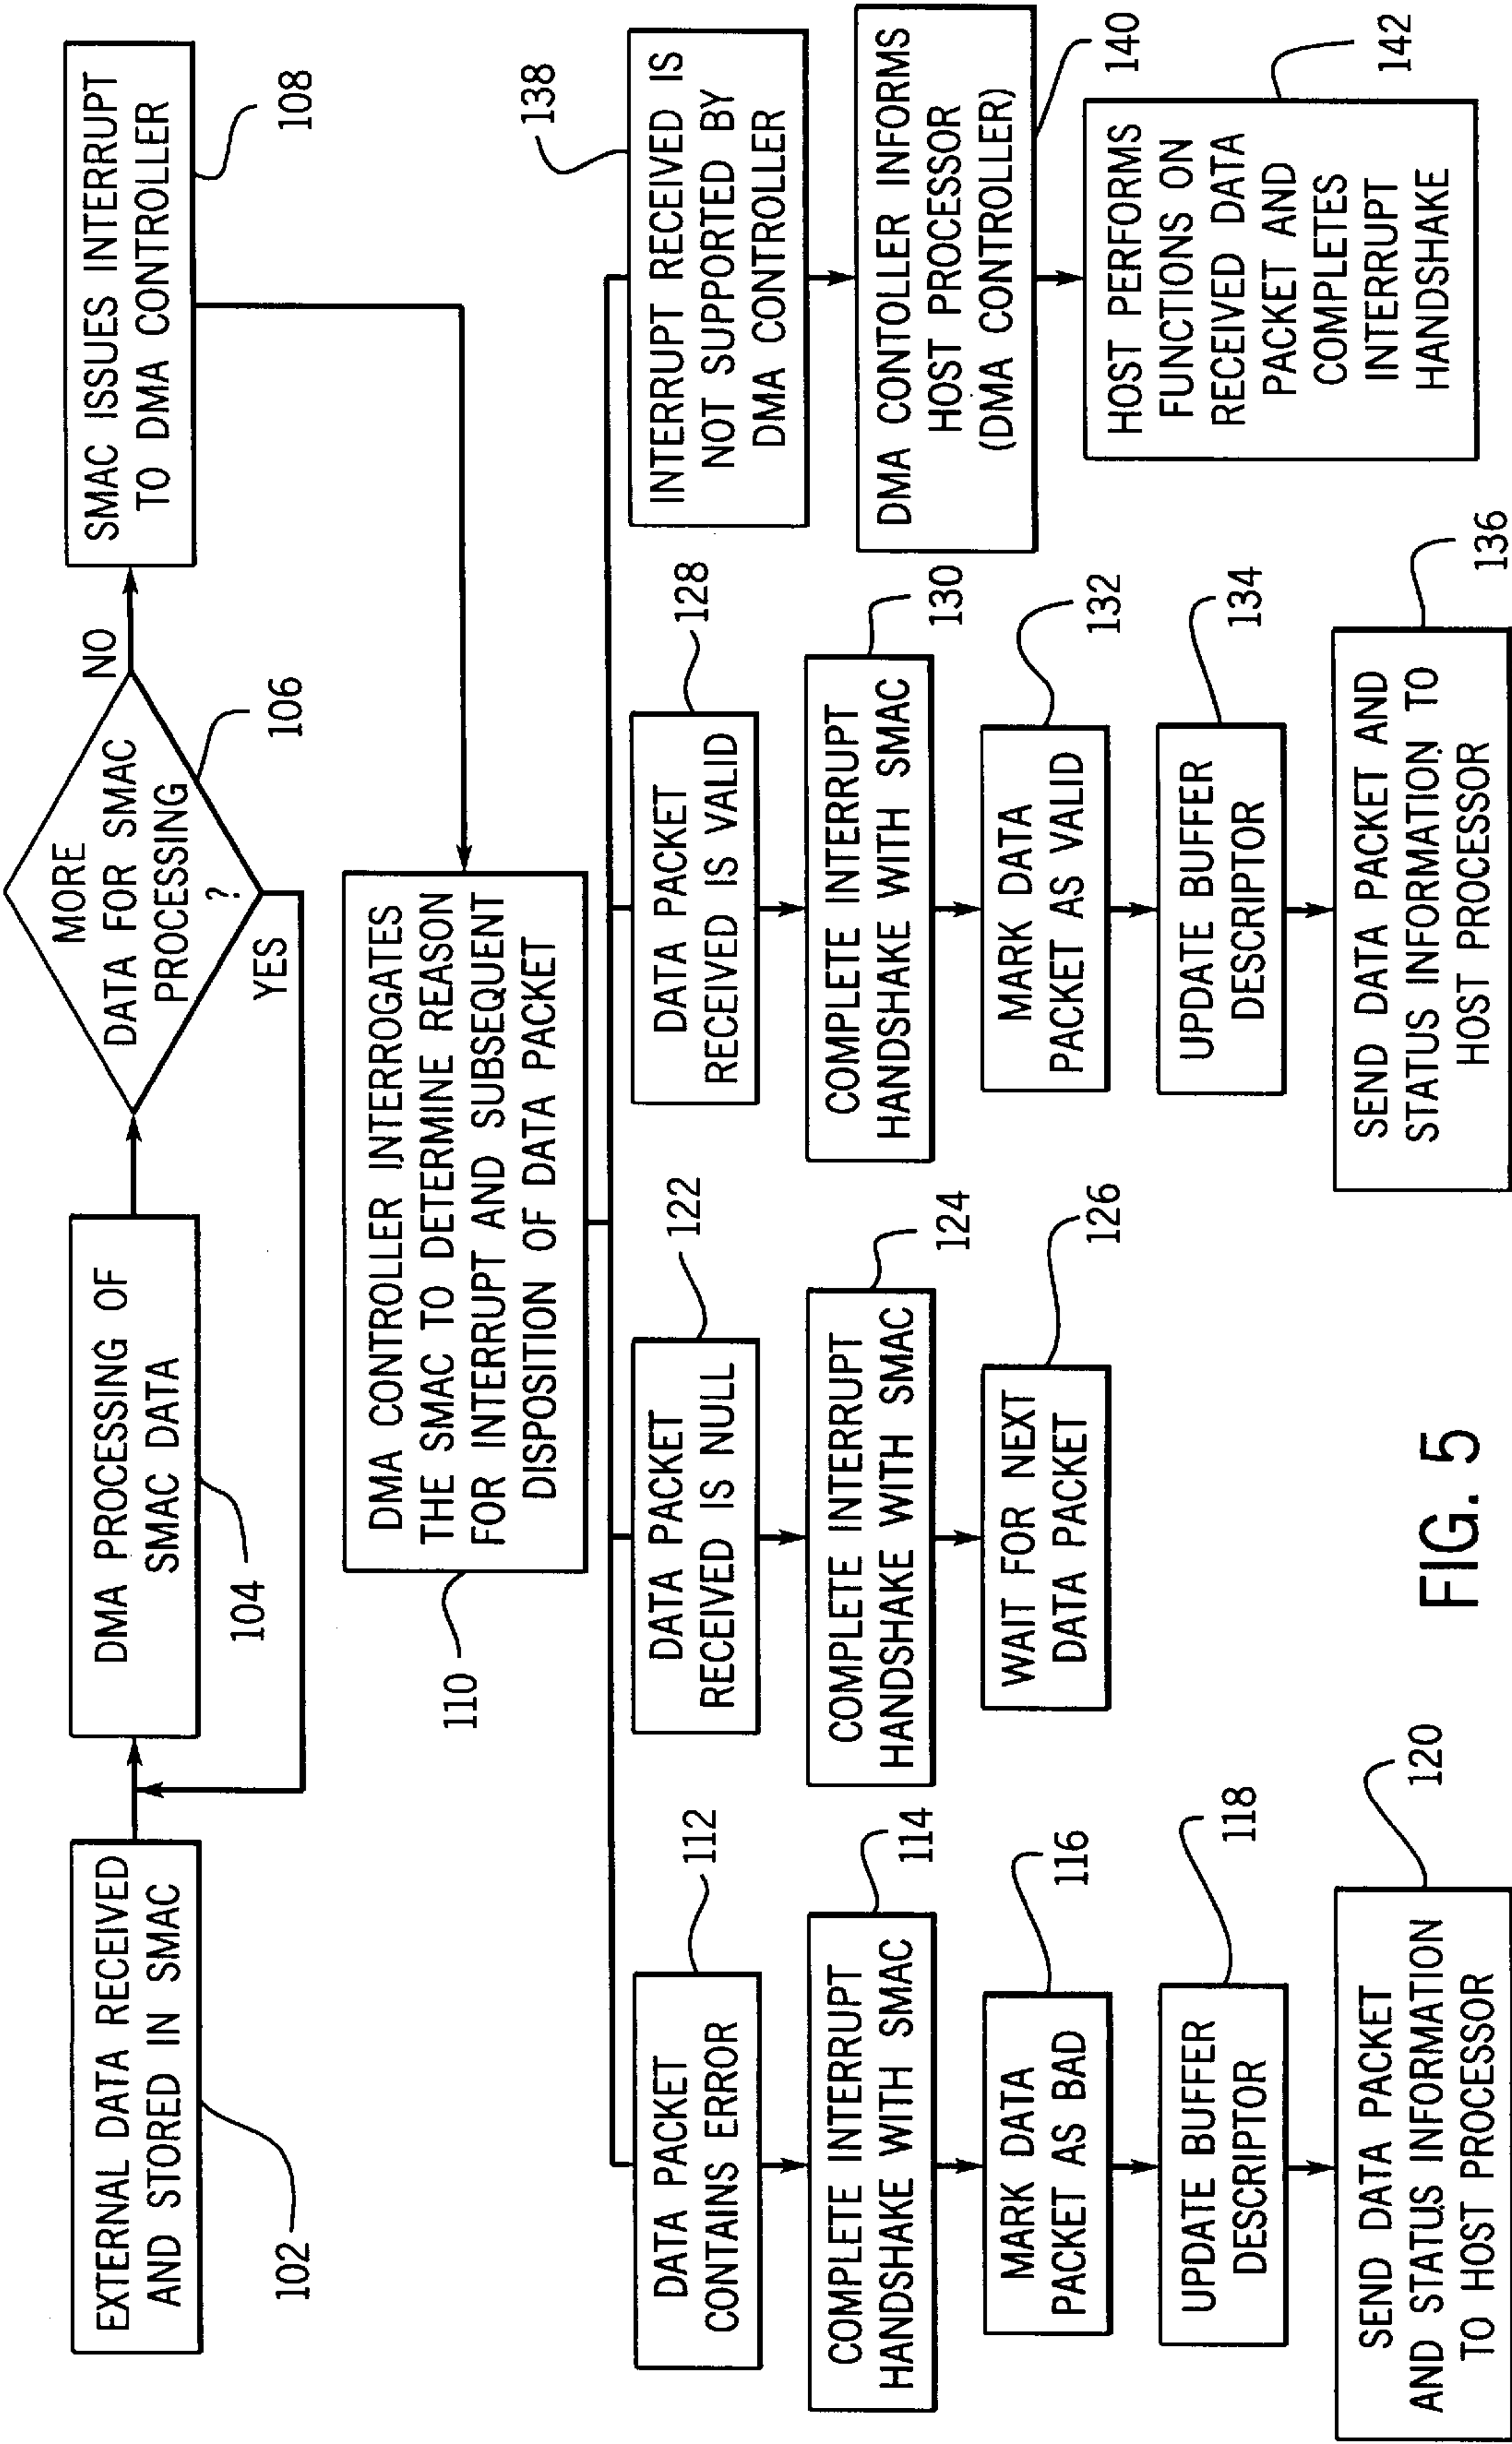 EXTERNAL DATA RECEIVED
AND STORED IN SMAC
102
DMA PROCESSING OF
SMAC DATA
104
MORE
DATA FOR SMAC
PROCESSING
?
106
YES
NO
SMAC ISSUES INTERRUPT
TO DMA CONTROLLER
108
DMA CONTROLLER INTERROGATES
THE SMAC TO DETERMINE REASON
FOR INTERRUPT AND SUBSEQUENT
DISPOSITION OF DATA PACKET
110
DATA PACKET
CONTAINS ERROR
112
COMPLETE INTERRUPT
HANDSHAKE WITH SMAC
114
MARK DATA
PACKET AS BAD
116
UPDATE BUFFER
DESCRIPTOR
118
SEND DATA PACKET
AND STATUS INFORMATION
TO HOST PROCESSOR
120
DATA PACKET
RECEIVED IS NULL
122
COMPLETE INTERRUPT
HANDSHAKE WITH SMAC
124
WAIT FOR NEXT
DATA PACKET
126
DATA PACKET
RECEIVED IS VALID
128
COMPLETE INTERRUPT
HANDSHAKE WITH SMAC
130
MARK DATA
PACKET AS VALID
132
UPDATE BUFFER
DESCRIPTOR
134
SEND DATA PACKET AND
STATUS INFORMATION TO
HOST PROCESSOR
136
INTERRUPT RECEIVED IS
NOT SUPPORTED BY
DMA CONTROLLER
138
DMA CONTOLLER INFORMS
HOST PROCESSOR
(DMA CONTROLLER)
140
HOST PERFORMS
FUNCTIONS ON
RECEIVED DATA
PACKET AND
COMPLETES
INTERRUPT
HANDSHAKE
142
FIG. 5